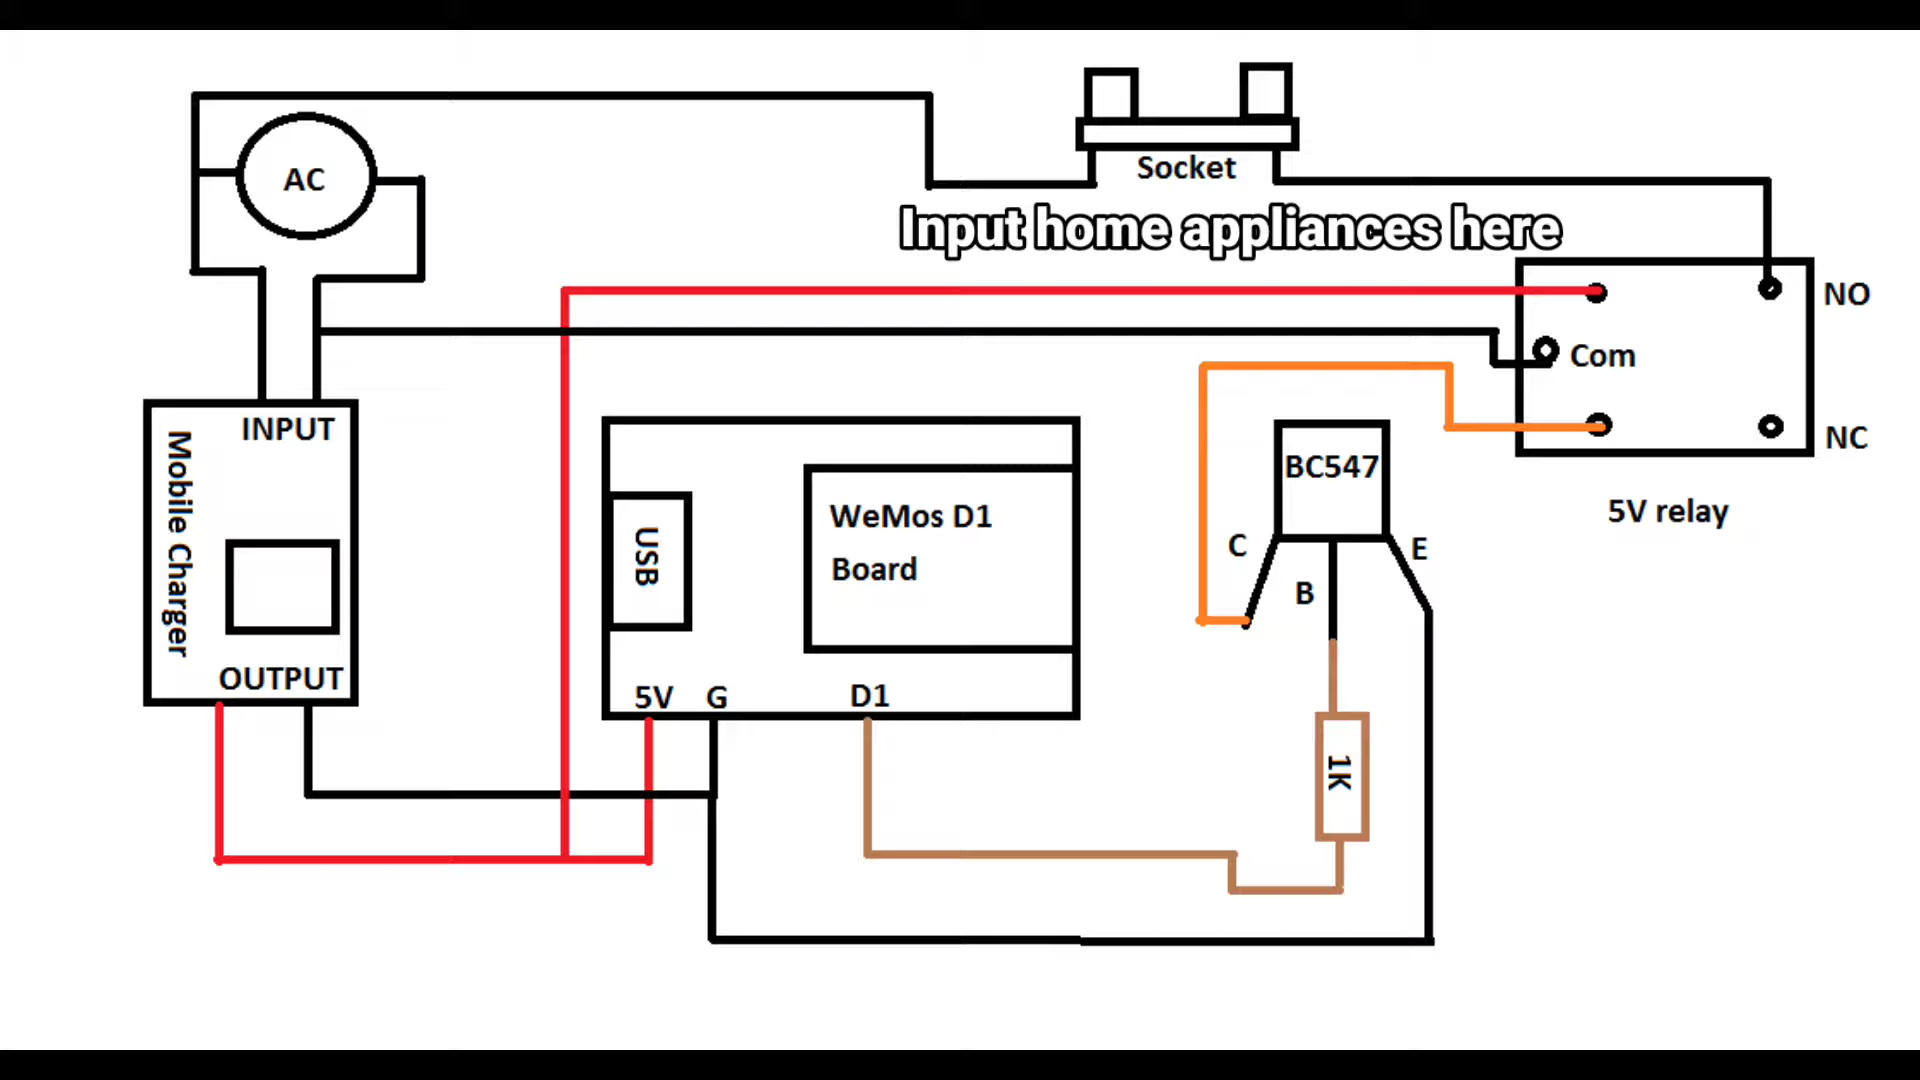 AC
Socket
Input home appliances here
NO
Com
NC
5V relay
INPUT
Mobile Charger
OUTPUT
USB
WeMos D1
Board
5V G D1
BC547
C
B
E
1K